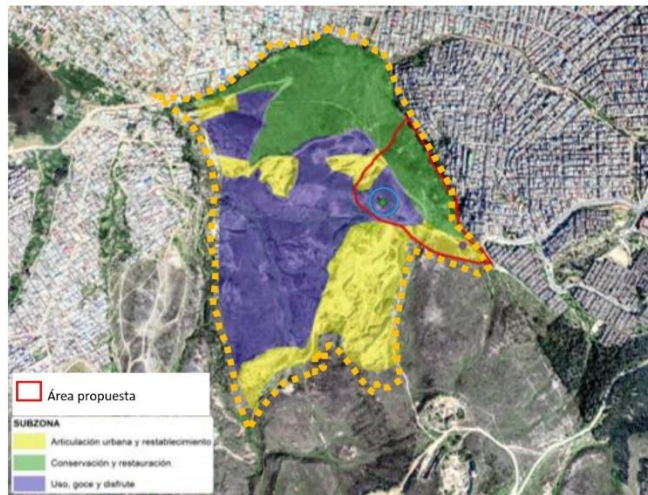 Área propuesta
SUBZONA
Articulación urbana y restablecimiento
Conservación y restauración
Uso, goce y disfrute